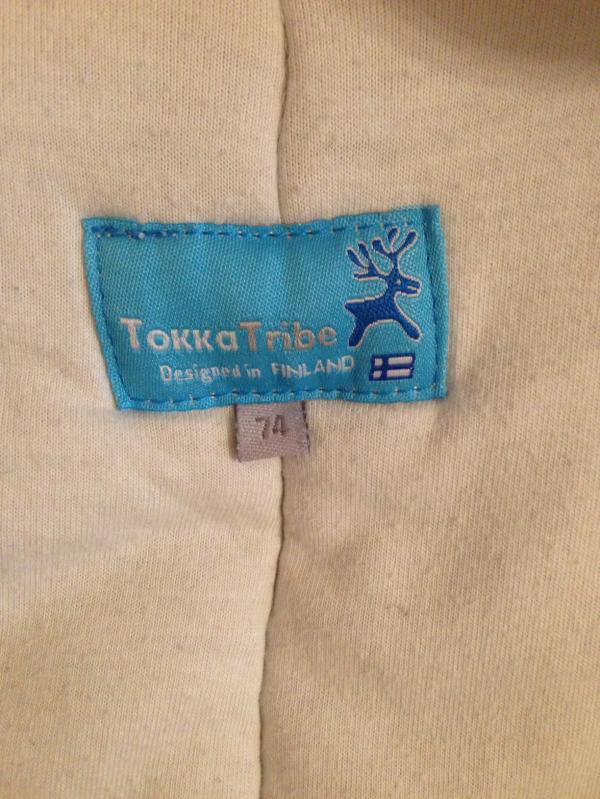 TOKKaTribe
Designed in FINLAND
74